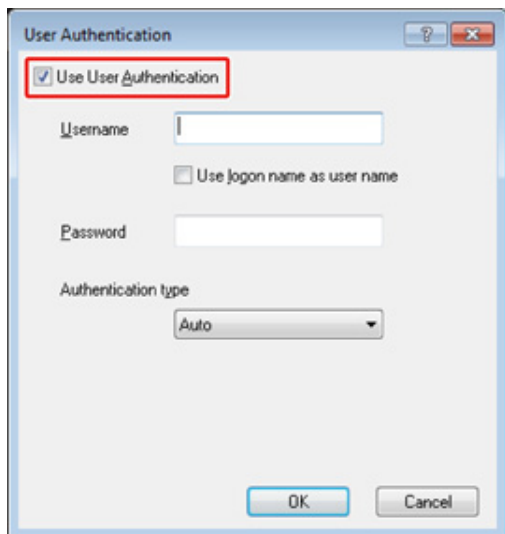 User Authentication
Use User Authentication
Username
Use logon name as user name
Password
Authentication type
Auto
OK
Cancel